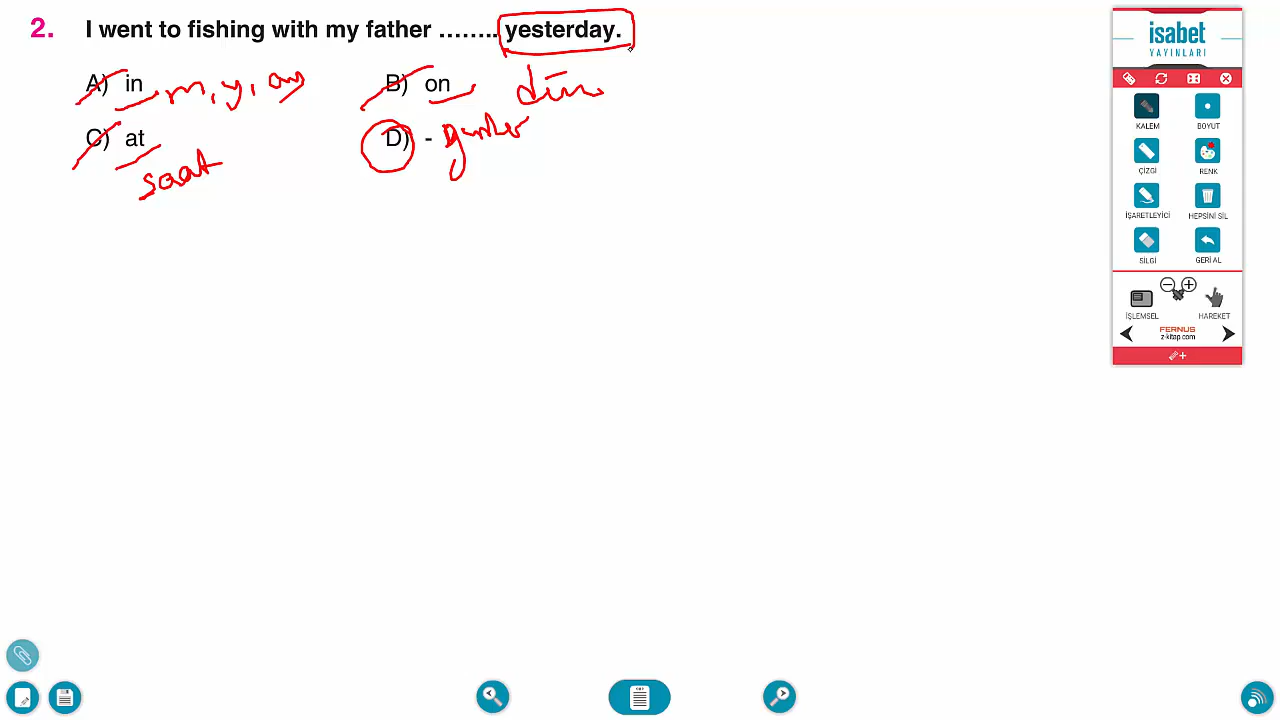 2. I went to fishing with my father ........ yesterday.
A) in m, y, ay
B) on dün
C) at saat
D) - günler
isabet
YAYINLARI
KALEM BOYUT
ÇİZGİ RENK
İŞARETLEYİCİ HEPSİNİ SİL
SİLGİ GERİ AL
İŞLEMSEL HAREKET
FERNUS
z-kitap.com